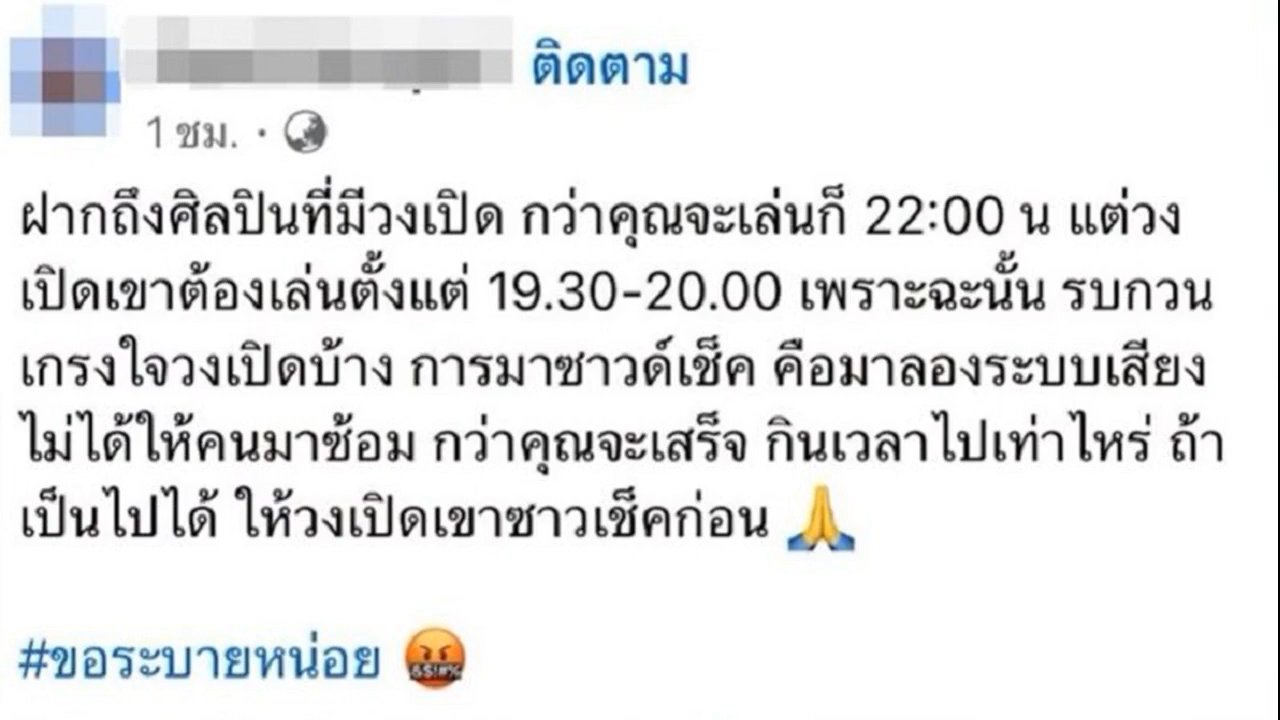 ติดตาม
1 ชม. ·
ฝากถึงศิลปินที่มีวงเปิด กว่าคุณจะเล่นก็ 22:00 น แต่วง
เปิดเขาต้องเล่นตั้งแต่ 19.30-20.00 เพราะฉะนั้น รบกวน
เกรงใจวงเปิดบ้าง การมาซาวด์เช็ค คือมาลองระบบเสียง
ไม่ได้ให้คนมาซ้อม กว่าคุณจะเสร็จ กินเวลาไปเท่าไหร่ ถ้า
เป็นไปได้ ให้วงเปิดเขาซาวเช็คก่อน 🙏
#ขอระบายหน่อย 🤬